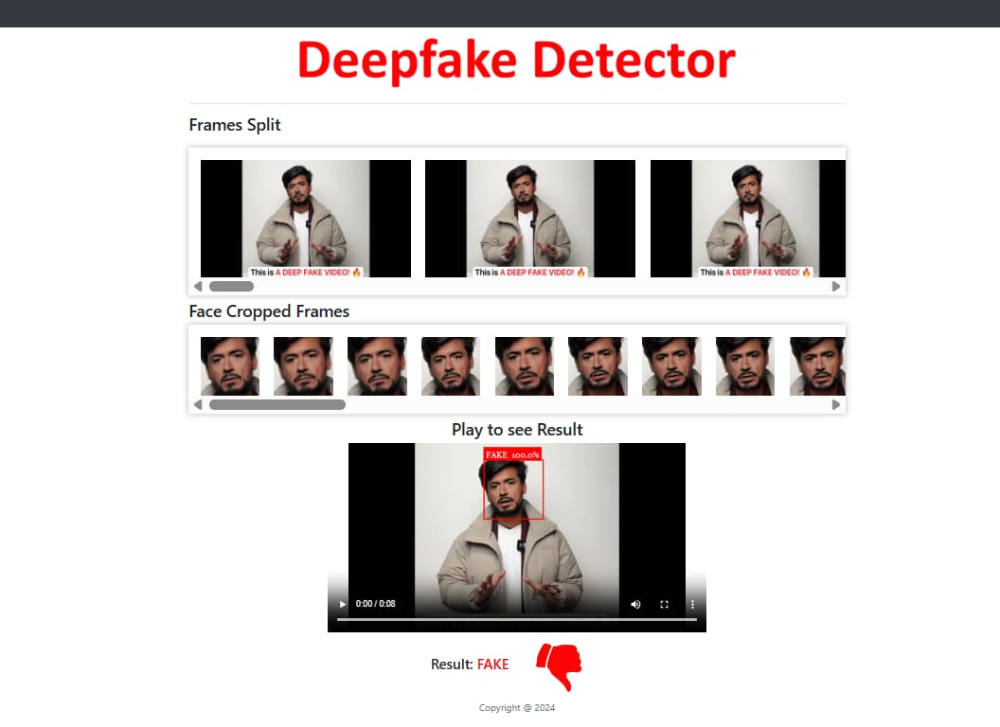 Deepfake Detector
Frames Split
This is A DEEP FAKE VIDEO! 🔥
This is A DEEP FAKE VIDEO! 🔥
This is A DEEP FAKE VIDEO! 🔥
Face Cropped Frames
Play to see Result
FAKE 100.0%
0:00 / 0:08
Result: FAKE
Copyright @ 2024